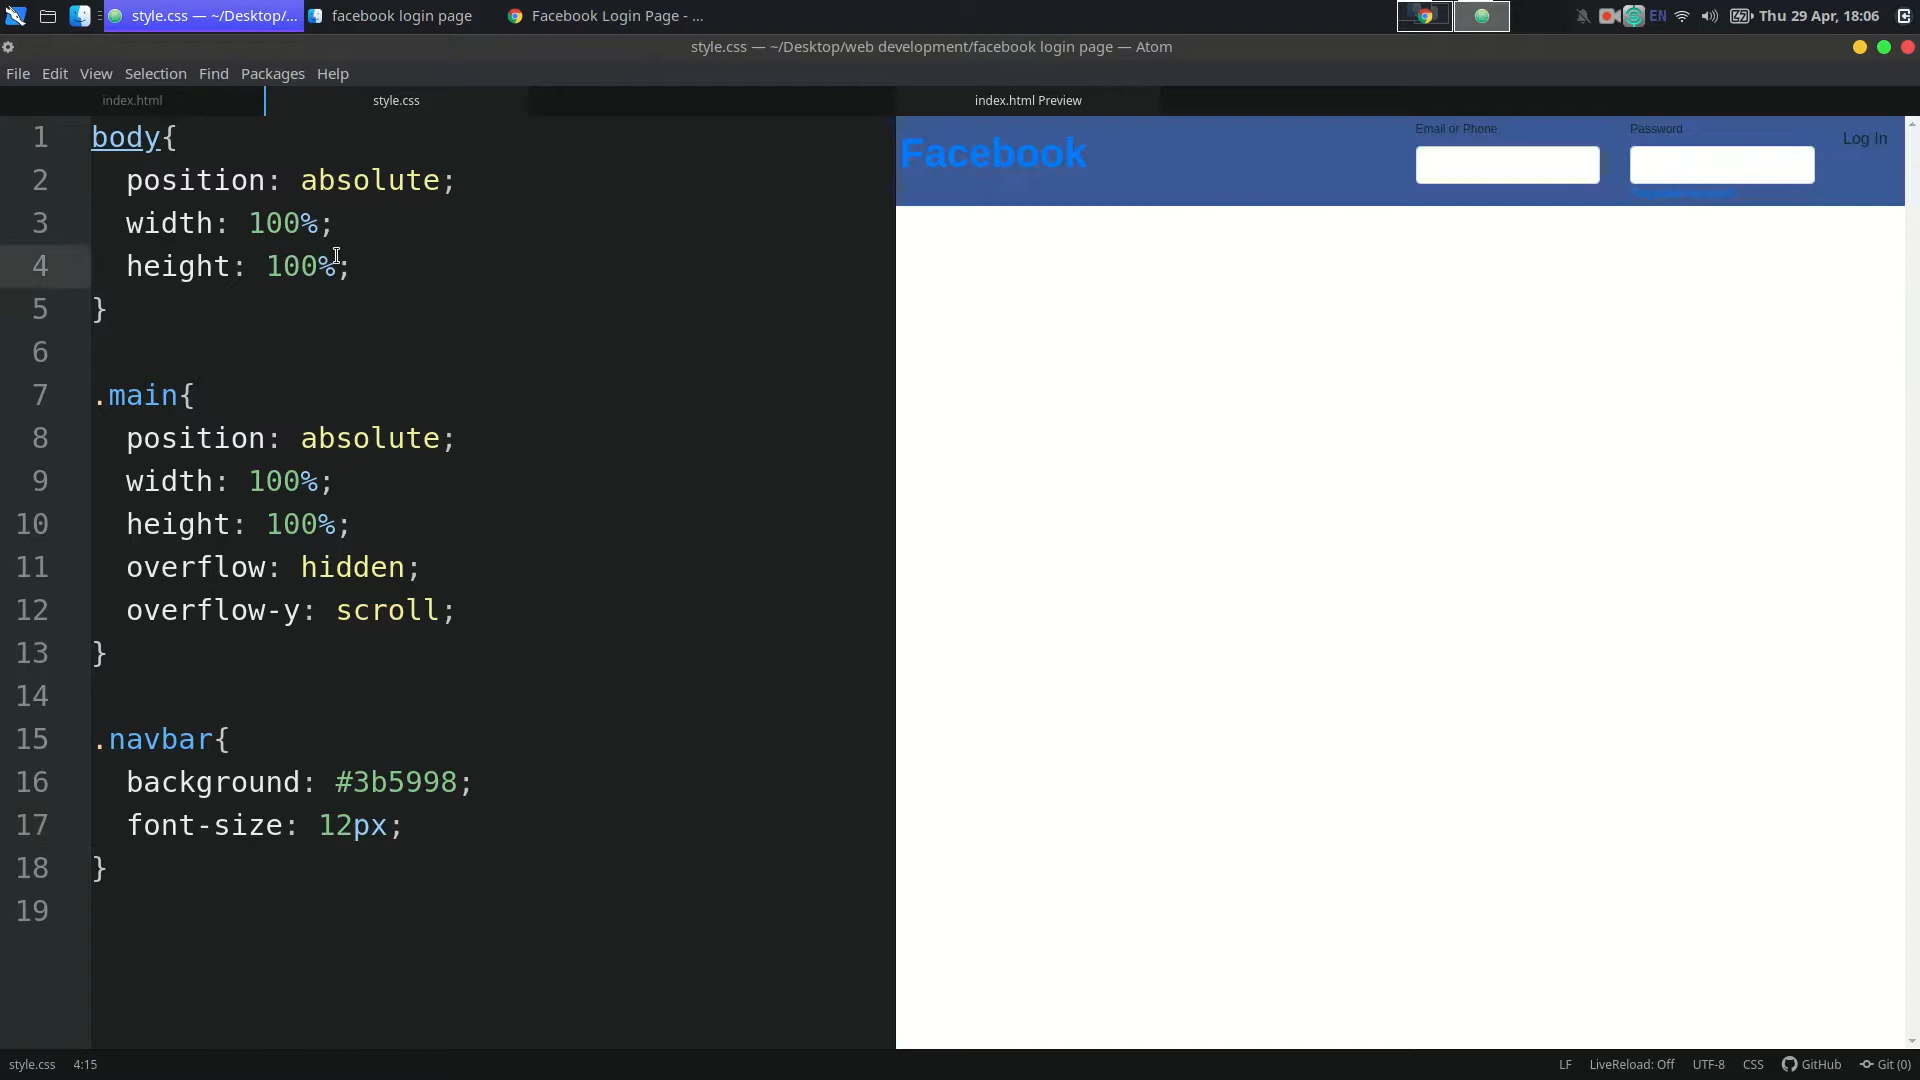 style.css — ~/Desktop/...
facebook login page
Facebook Login Page - ...
EN
Thu 29 Apr, 18:06
style.css — ~/Desktop/web development/facebook login page — Atom
File Edit View Selection Find Packages Help
index.html
style.css
index.html Preview
1 body{
2 position: absolute;
3 width: 100%;
4 height: 100%;
5 }
6
7 .main{
8 position: absolute;
9 width: 100%;
10 height: 100%;
11 overflow: hidden;
12 overflow-y: scroll;
13 }
14
15 .navbar{
16 background: #3b5998;
17 font-size: 12px;
18 }
19
Facebook
Email or Phone
Password
Log In
style.css 4:15
LF LiveReload: Off UTF-8 CSS GitHub Git (0)